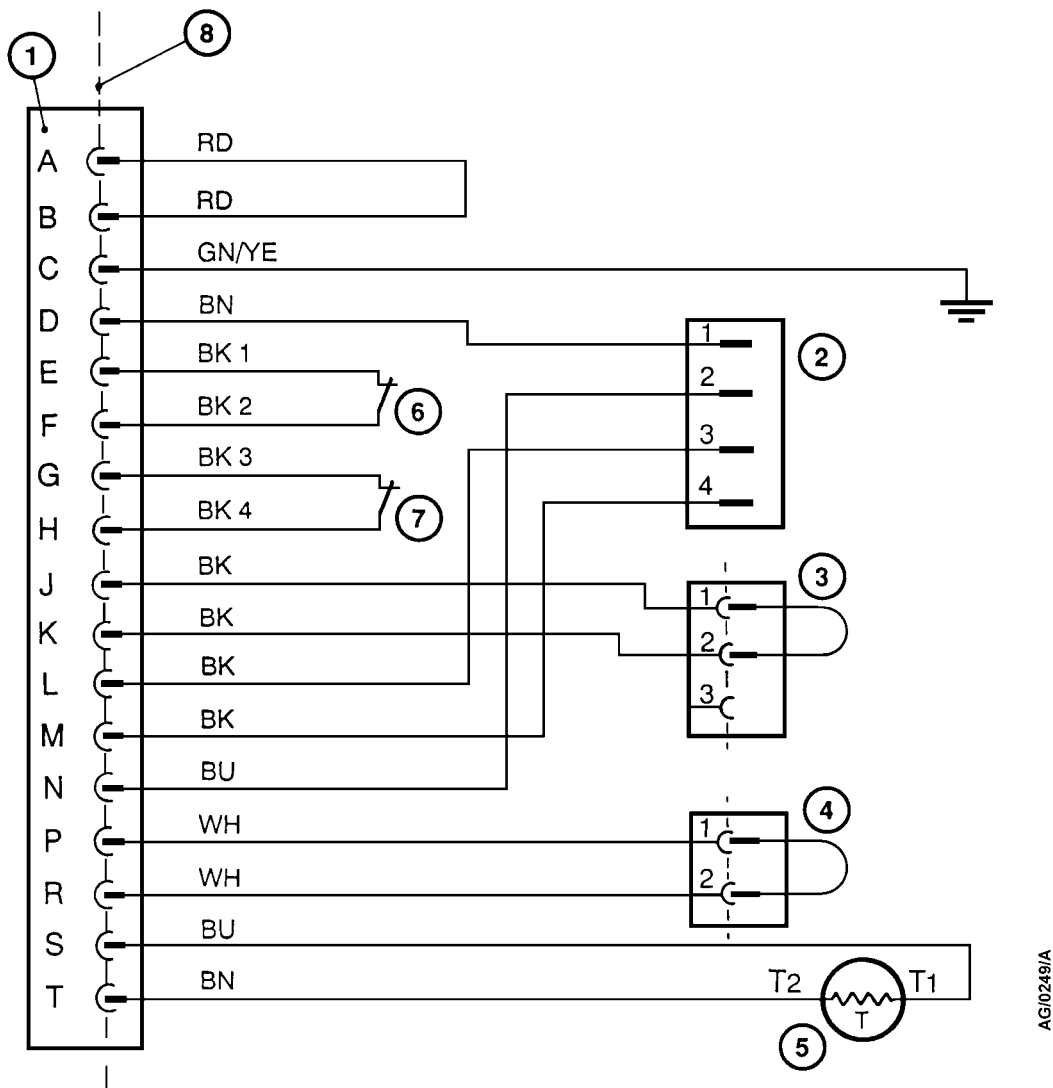 8
1
A RD
B RD
C GN/YE
D BN
E BK 1
F BK 2
6
G BK 3
H BK 4
7
J BK
K BK
L BK
M BK
N BU
P WH
R WH
S BU
T BN
1
2
3
4
2
1
2
3
3
1
2
4
T2 T T1
5
AG/0249/A